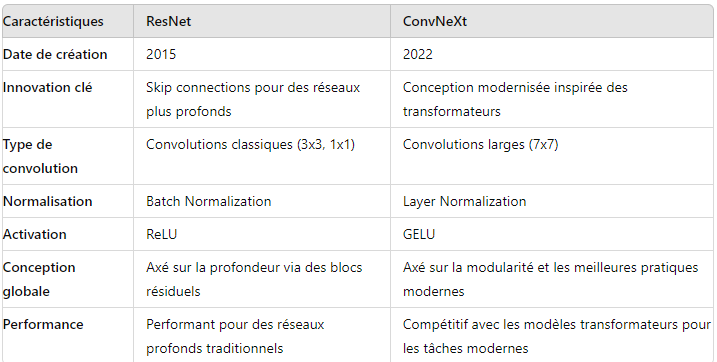 Caractéristiques ResNet ConvNeXt
Date de création 2015 2022
Innovation clé Skip connections pour des réseaux Conception modernisée inspirée des
plus profonds transformateurs
Type de Convolutions classiques (3x3, 1x1) Convolutions larges (7x7)
convolution
Normalisation Batch Normalization Layer Normalization
Activation ReLU GELU
Conception Axé sur la profondeur via des blocs Axé sur la modularité et les meilleures pratiques
globale résiduels modernes
Performance Performant pour des réseaux Compétitif avec les modèles transformateurs pour
profonds traditionnels les tâches modernes